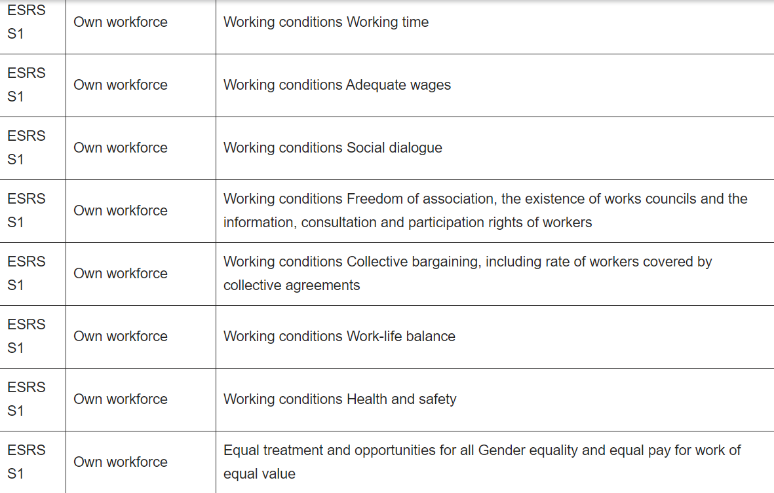 ESRS
S1
Own workforce
Working conditions Working time
ESRS
S1
Own workforce
Working conditions Adequate wages
ESRS
S1
Own workforce
Working conditions Social dialogue
ESRS
S1
Own workforce
Working conditions Freedom of association, the existence of works councils and the
information, consultation and participation rights of workers
ESRS
S1
Own workforce
Working conditions Collective bargaining, including rate of workers covered by
collective agreements
ESRS
S1
Own workforce
Working conditions Work-life balance
ESRS
S1
Own workforce
Working conditions Health and safety
ESRS
S1
Own workforce
Equal treatment and opportunities for all Gender equality and equal pay for work of
equal value